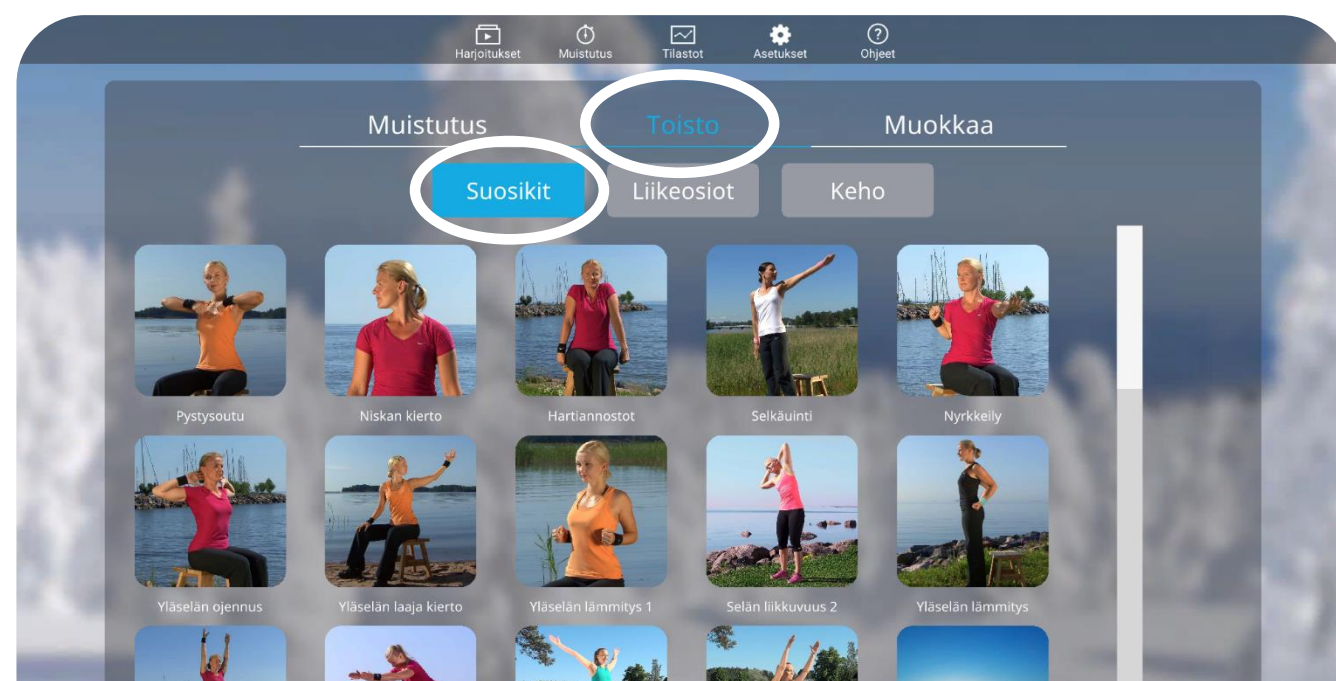 Harjoitukset Muistutus Tilastot Asetukset Ohjeet
Muistutus Toisto Muokkaa
Suosikit Liikeosiot Keho
Pystysoutu Niskan kierto Hartiannostot Selkäuinti Nyrkkeily
Yläselän ojennus Yläselän laaja kierto Yläselän lämmitys 1 Selän liikkuvuus 2 Yläselän lämmitys